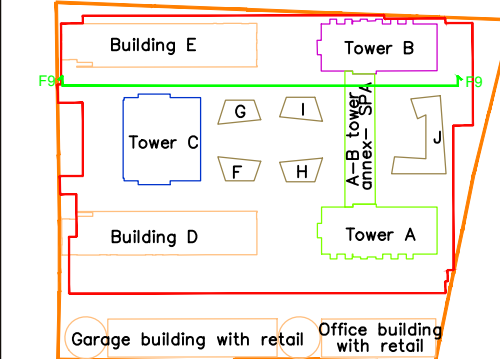 Building E
Tower B
F9
F9
G
I
A-B tower
annex- SPA
J
Tower C
F
H
Building D
Tower A
Garage building with retail
Office building
with retail